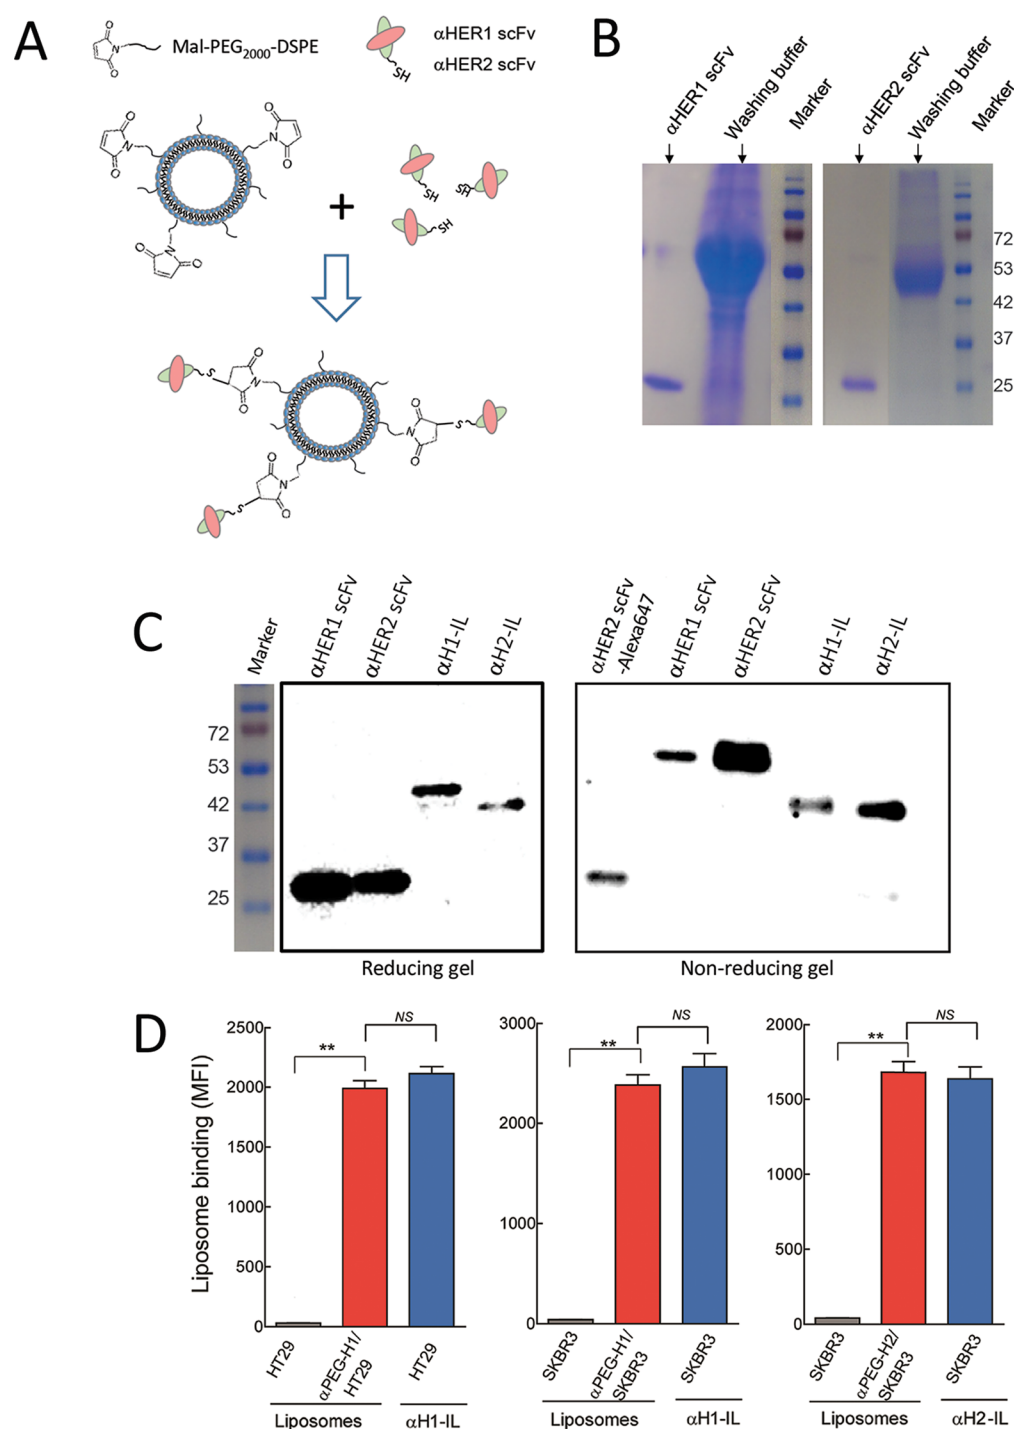 A
Mal-PEG2000-DSPE
αHER1 scFv
αHER2 scFv
SH
O
N
O
O
N
O
O
N
O
SH
SH
SH
+
S
O
N
O
O
N
O
S
O
N
O
S
B
αHER1 scFv
Washing buffer
Marker
αHER2 scFv
Washing buffer
Marker
72
53
42
37
25
C
Marker
αHER1 scFv
αHER2 scFv
αH1-IL
αH2-IL
αHER2 scFv
-Alexa647
αHER1 scFv
αHER2 scFv
αH1-IL
αH2-IL
72
53
42
37
25
Reducing gel
Non-reducing gel
D
Liposome binding (MFI)
2500
2000
1500
1000
500
0
**
NS
HT29
αPEG-H1/
HT29
HT29
Liposomes
αH1-IL
3000
2000
1000
0
**
NS
SKBR3
αPEG-H1/
SKBR3
SKBR3
Liposomes
αH1-IL
2000
1500
1000
500
0
**
NS
SKBR3
αPEG-H2/
SKBR3
SKBR3
Liposomes
αH2-IL